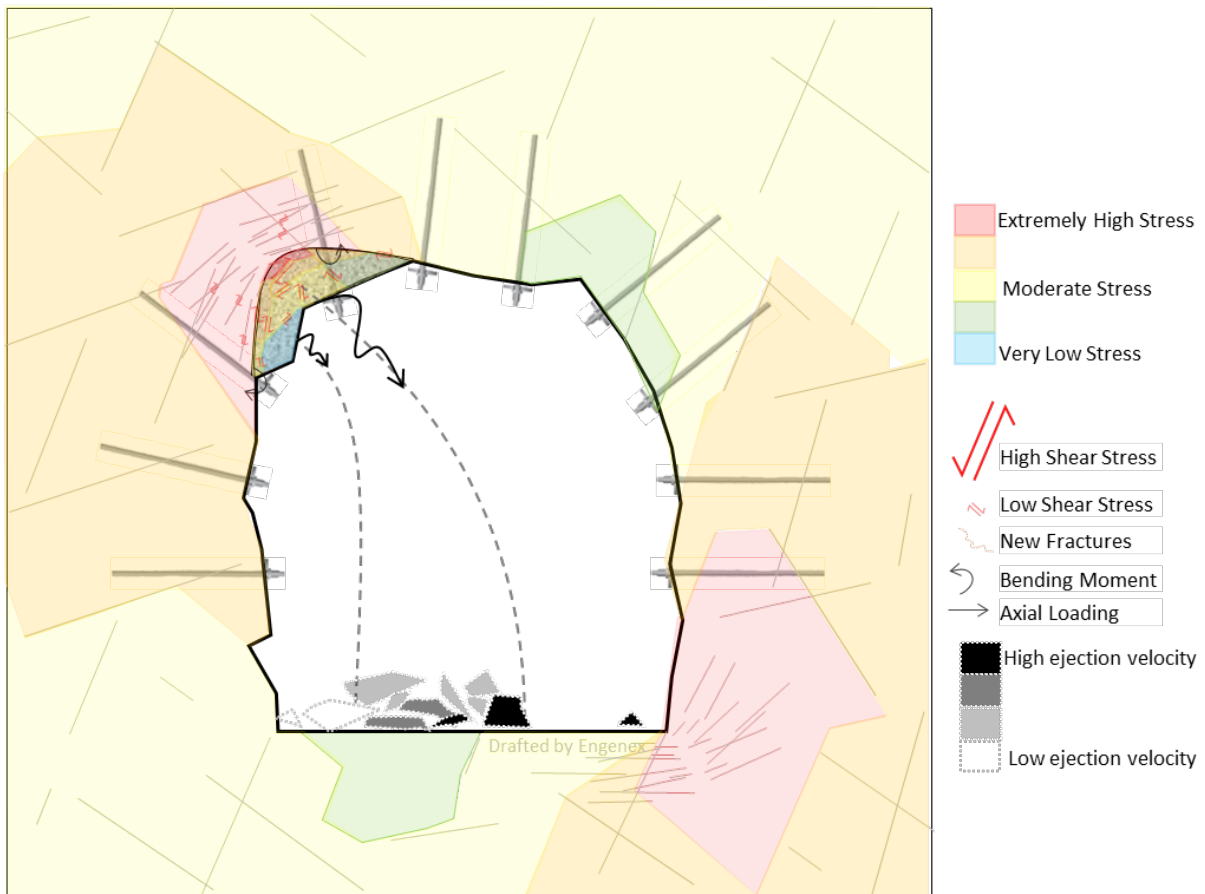 Extremely High Stress
Moderate Stress
Very Low Stress
High Shear Stress
Low Shear Stress
New Fractures
Bending Moment
Axial Loading
High ejection velocity
Low ejection velocity
Drafted by Engenex